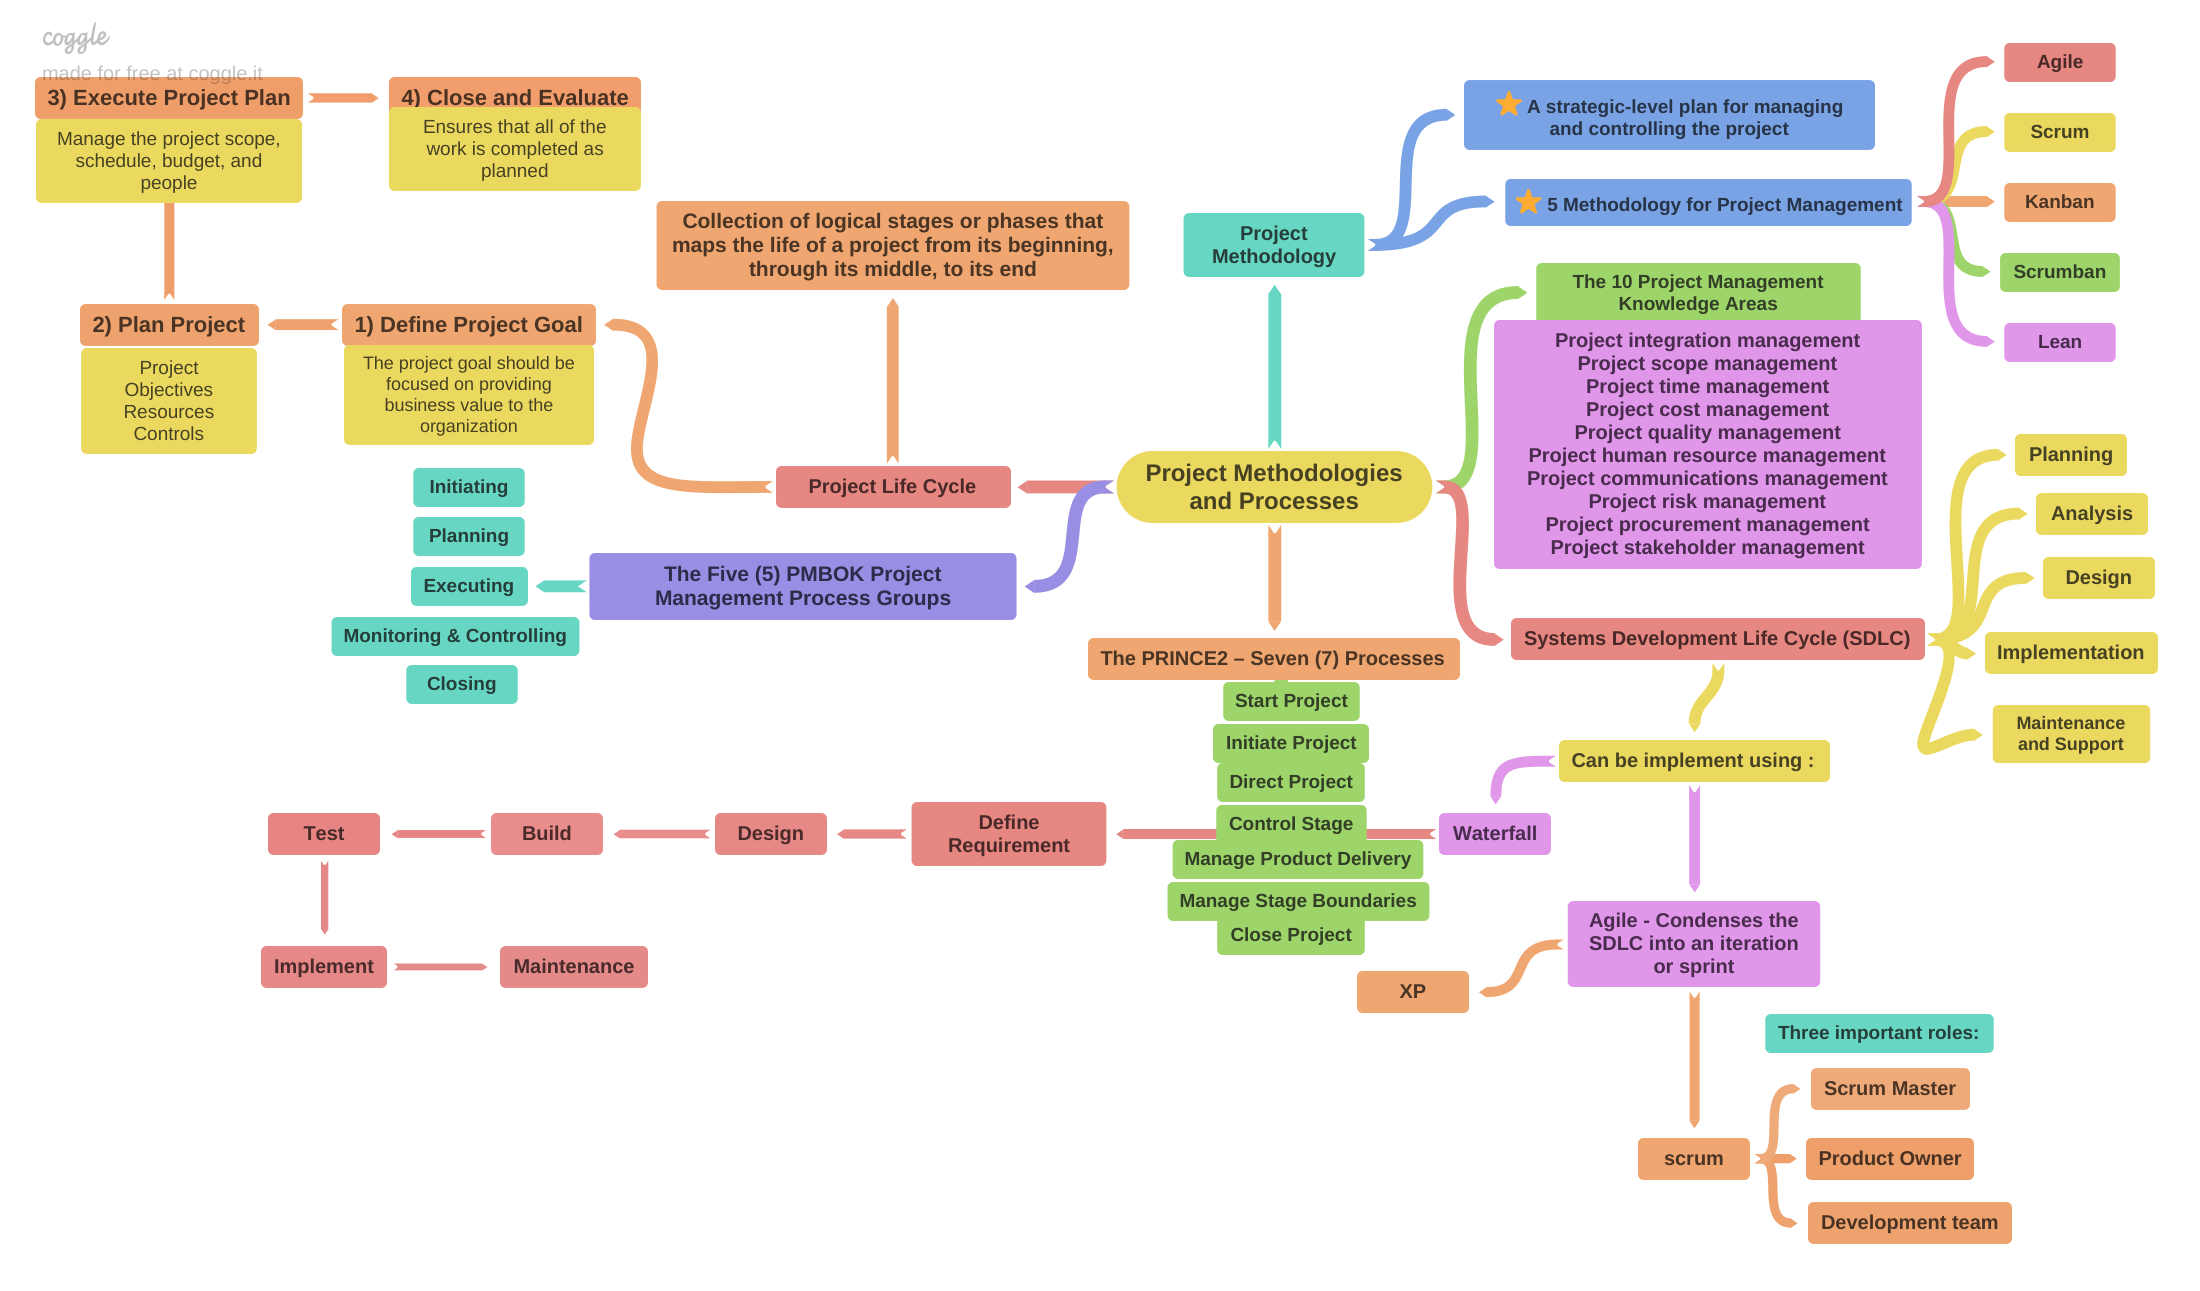 coggle
made for free at coggle.it
3) Execute Project Plan
Manage the project scope,
schedule, budget, and
people
4) Close and Evaluate
Ensures that all of the
work is completed as
planned
2) Plan Project
Project
Objectives
Resources
Controls
1) Define Project Goal
The project goal should be
focused on providing
business value to the
organization
Collection of logical stages or phases that
maps the life of a project from its beginning,
through its middle, to its end
Project Life Cycle
Initiating
Planning
Executing
Monitoring & Controlling
Closing
The Five (5) PMBOK Project
Management Process Groups
Project
Methodology
A strategic-level plan for managing
and controlling the project
5 Methodology for Project Management
Agile
Scrum
Kanban
Scrumban
Lean
Project Methodologies
and Processes
The 10 Project Management
Knowledge Areas
Project integration management
Project scope management
Project time management
Project cost management
Project quality management
Project human resource management
Project communications management
Project risk management
Project procurement management
Project stakeholder management
Systems Development Life Cycle (SDLC)
Planning
Analysis
Design
Implementation
Maintenance
and Support
The PRINCE2 – Seven (7) Processes
Start Project
Initiate Project
Direct Project
Control Stage
Manage Product Delivery
Manage Stage Boundaries
Close Project
Can be implement using :
Waterfall
Define
Requirement
Design
Build
Test
Implement
Maintenance
Agile - Condenses the
SDLC into an iteration
or sprint
XP
scrum
Three important roles:
Scrum Master
Product Owner
Development team